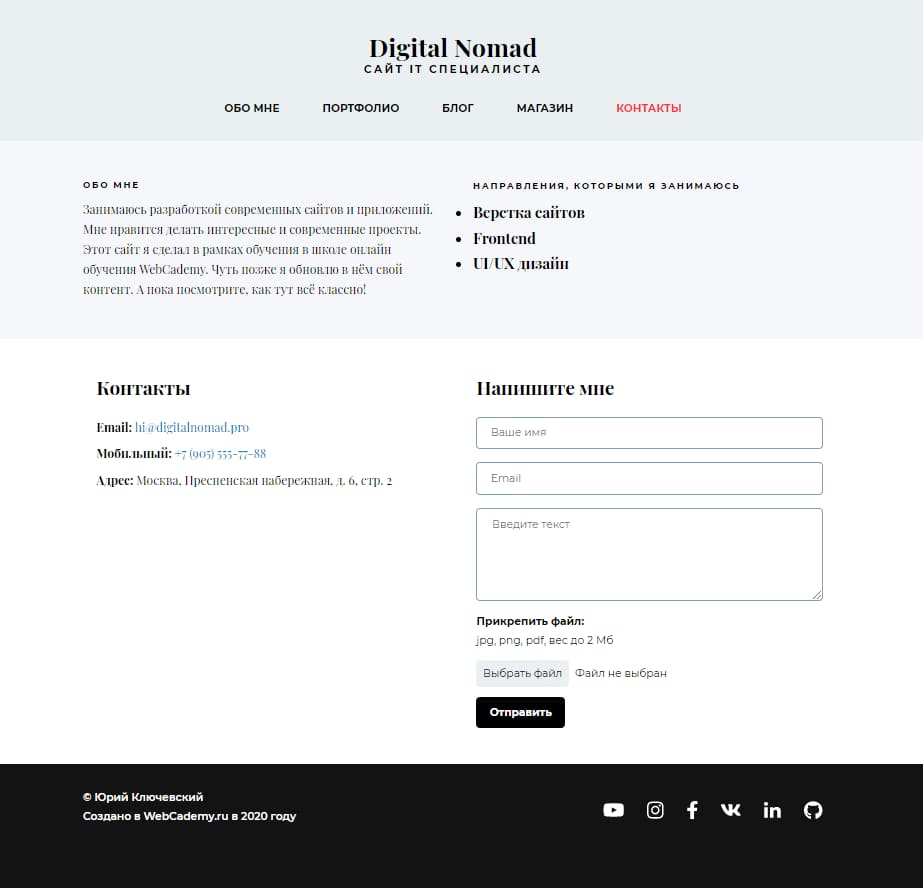 Digital Nomad
САЙТ IT СПЕЦИАЛИСТА
ОБО МНЕ ПОРТФОЛИО БЛОГ МАГАЗИН КОНТАКТЫ
ОБО МНЕ
Занимаюсь разработкой современных сайтов и приложений.
Мне нравится делать интересные и современные проекты.
Этот сайт я сделал в рамках обучения в школе онлайн
обучения WebCademy. Чуть позже я обновлю в нём свой
контент. А пока посмотрите, как тут всё классно!
НАПРАВЛЕНИЯ, КОТОРЫМИ Я ЗАНИМАЮСЬ
• Верстка сайтов
• Frontend
• UI/UX дизайн
Контакты
Email: hi@digitalnomad.pro
Мобильный: +7 (905) 555-77-88
Адрес: Москва, Пресненская набережная, д. 6, стр. 2
Напишите мне
Ваше имя
Email
Введите текст
Прикрепить файл:
jpg, png, pdf, вес до 2 Мб
Выбрать файл Файл не выбран
Отправить
© Юрий Ключевский
Создано в WebCademy.ru в 2020 году